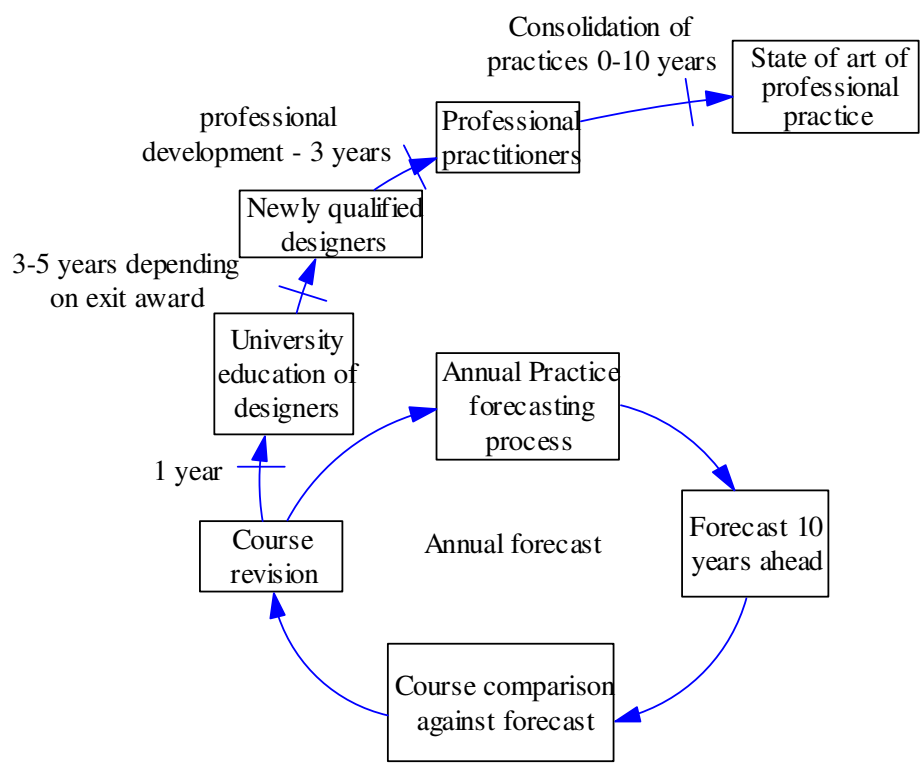 Consolidation of
practices 0-10 years
State of art of
professional
practice
professional
development - 3 years
Professional
practitioners
Newly qualified
designers
3-5 years depending
on exit award
University
education of
designers
Annual Practice
forecasting
process
1 year
Course
revision
Annual forecast
Forecast 10
years ahead
Course comparison
against forecast